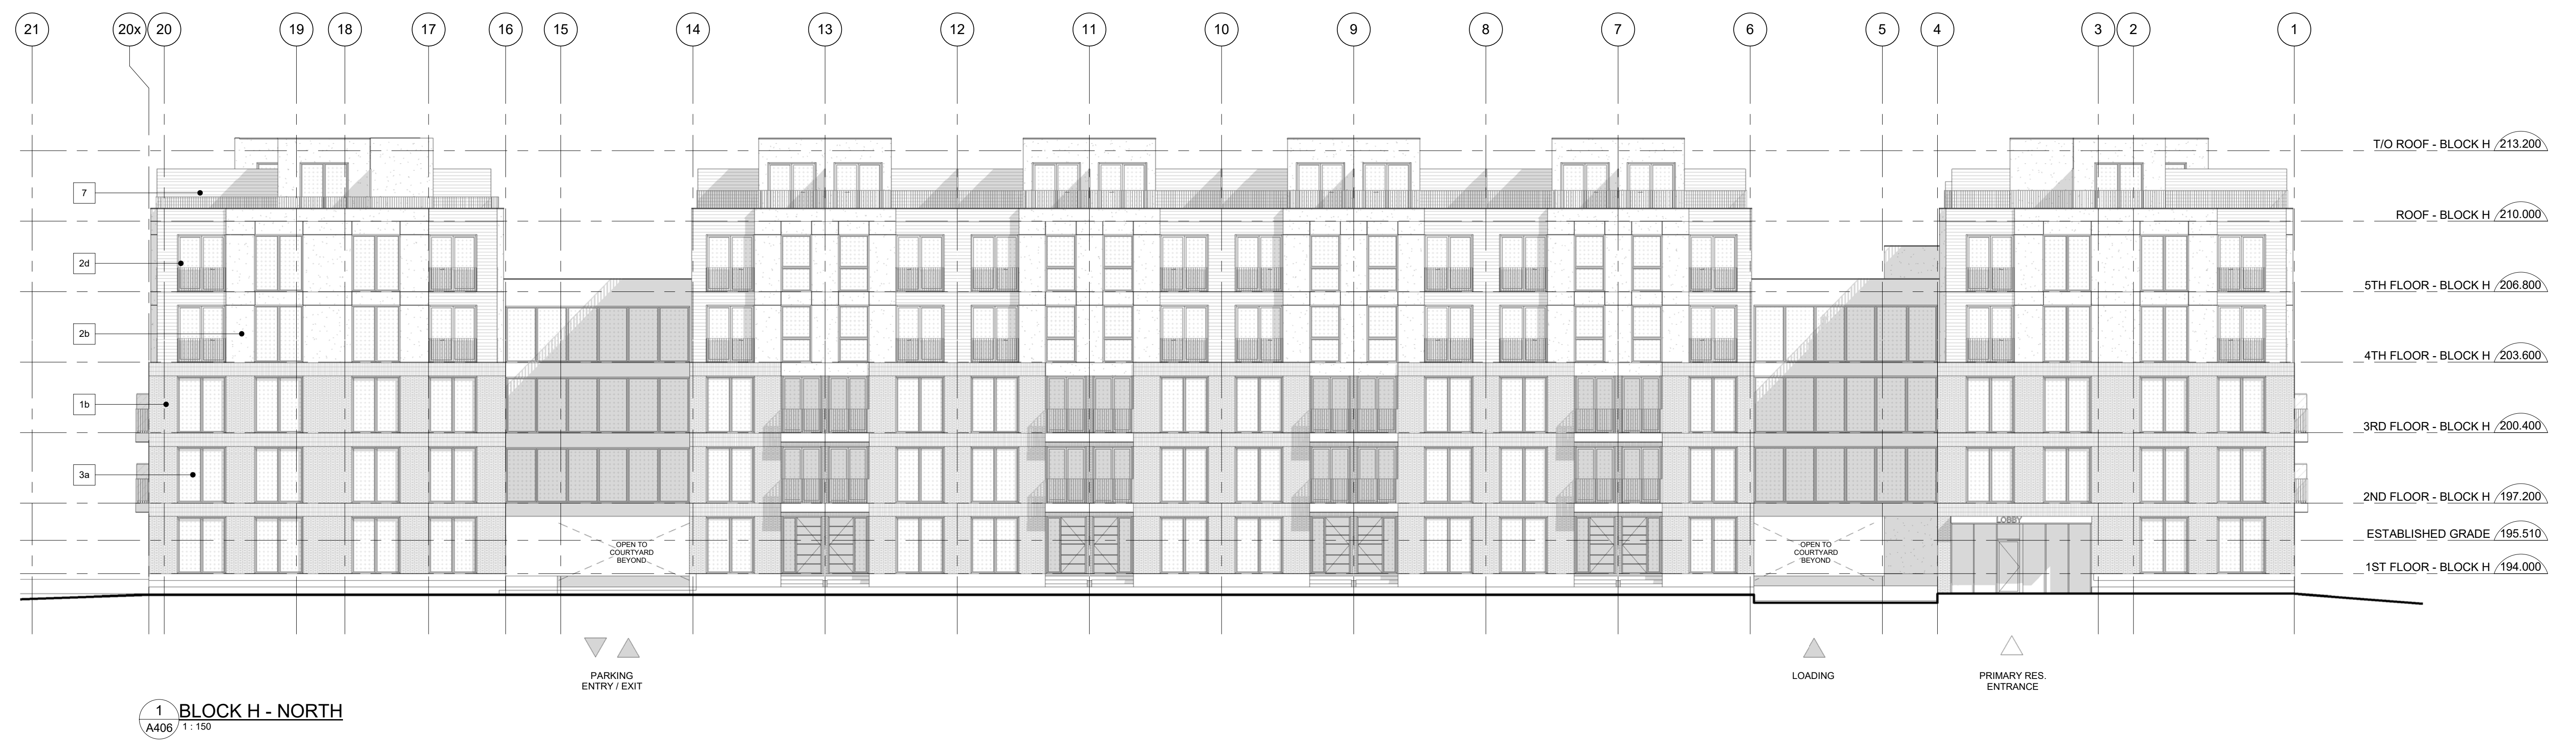 21 20x 20 19 18 17 16 15 14 13 12 11 10 9 8 7 6 5 4 3 2 1
T/O ROOF - BLOCK H 213.200
7
ROOF - BLOCK H 210.000
2d
5TH FLOOR - BLOCK H 206.800
2b
4TH FLOOR - BLOCK H 203.600
1b
3RD FLOOR - BLOCK H 200.400
3a
2ND FLOOR - BLOCK H 197.200
LOBBY
ESTABLISHED GRADE 195.510
OPEN TO
COURTYARD
BEYOND
OPEN TO
COURTYARD
BEYOND
1ST FLOOR - BLOCK H 194.000
PARKING
ENTRY / EXIT
LOADING
PRIMARY RES.
ENTRANCE
1 BLOCK H - NORTH
A406 1 : 150